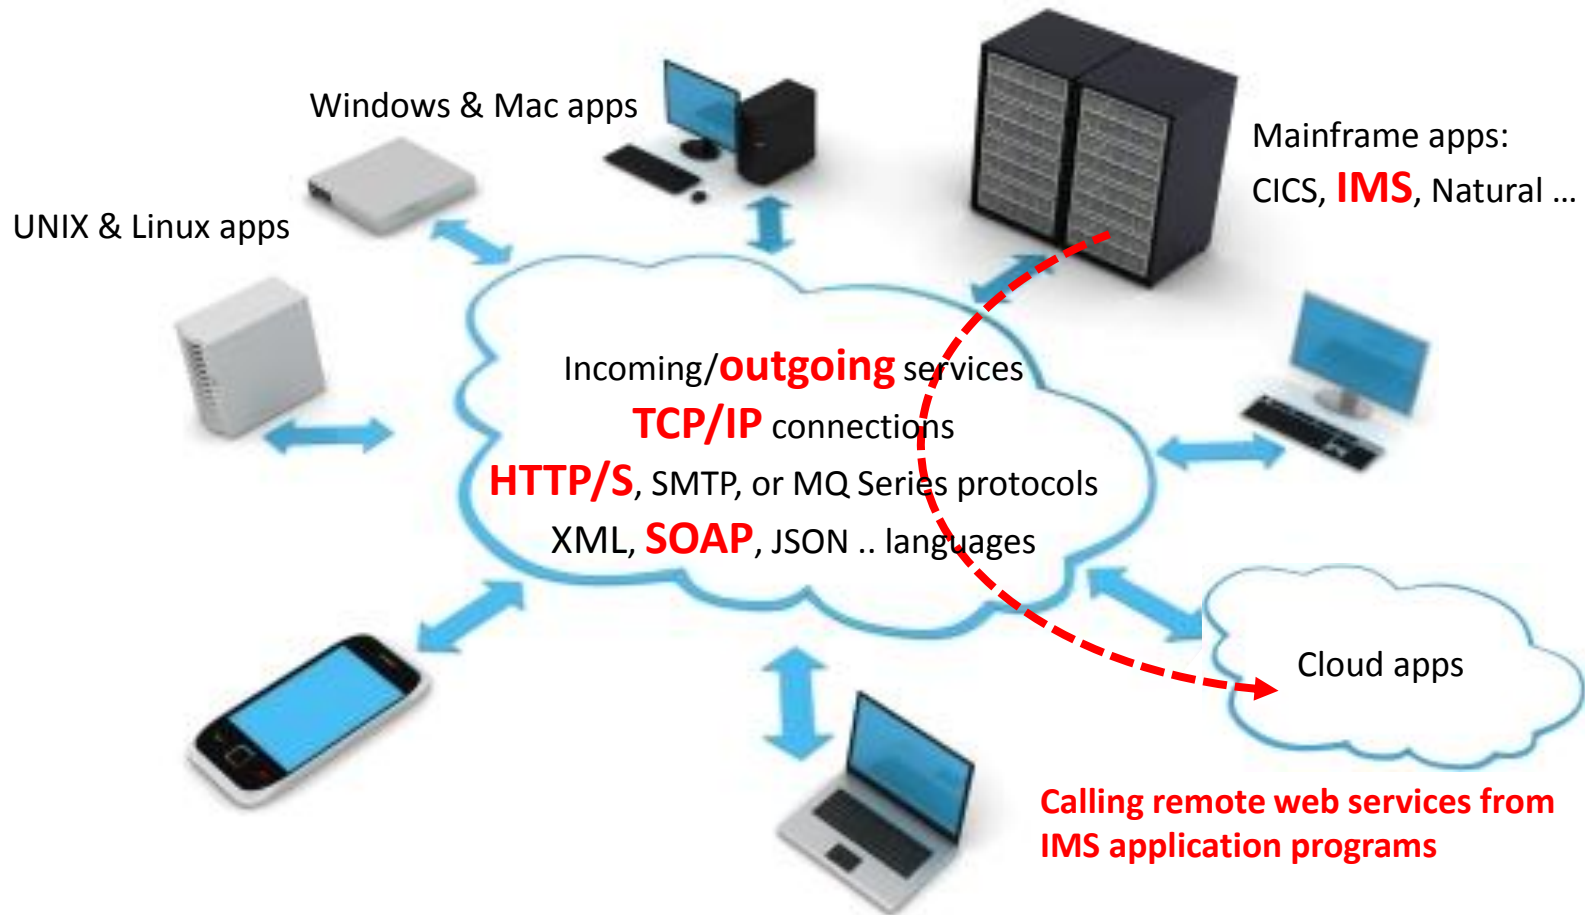 Windows & Mac apps
Mainframe apps:
CICS, IMS, Natural ...
UNIX & Linux apps
Incoming/outgoing services
TCP/IP connections
HTTP/S, SMTP, or MQ Series protocols
XML, SOAP, JSON .. languages
Cloud apps
Calling remote web services from
IMS application programs